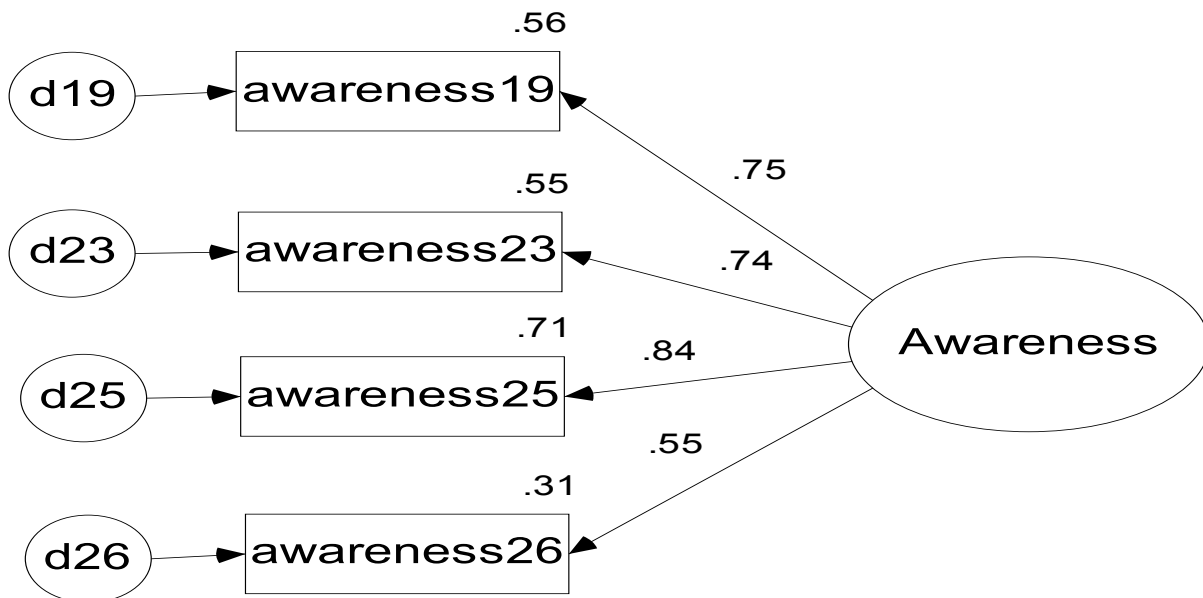 .56
d19 awareness19
.75
.55
d23 awareness23
.74
Awareness
.71
.84
d25 awareness25
.55
.31
d26 awareness26